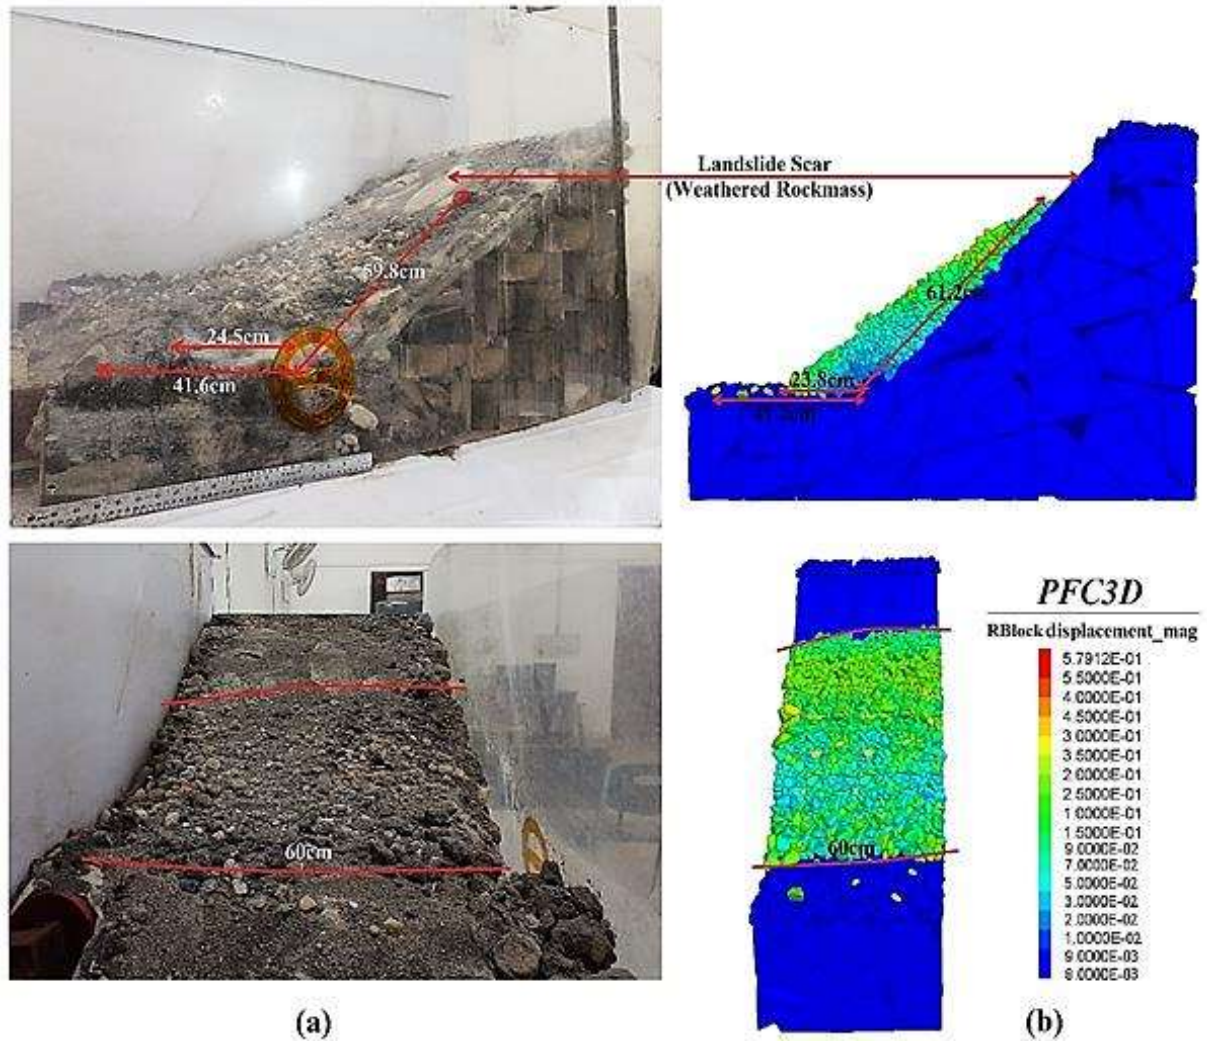 Landslide Scar
(Weathered Rockmass)
59.8cm
24.5cm
41.6cm
61.2cm
23.8cm
60cm
60cm
PFC3D
RBlock displacement_mag
5.7912E-01
5.5000E-01
4.0000E-01
4.5000E-01
3.0000E-01
3.5000E-01
2.0000E-01
2.5000E-01
1.0000E-01
1.5000E-01
9.0000E-02
7.0000E-02
5.0000E-02
3.0000E-02
2.0000E-02
1.0000E-02
9.0000E-03
8.0000E-03
(a)
(b)